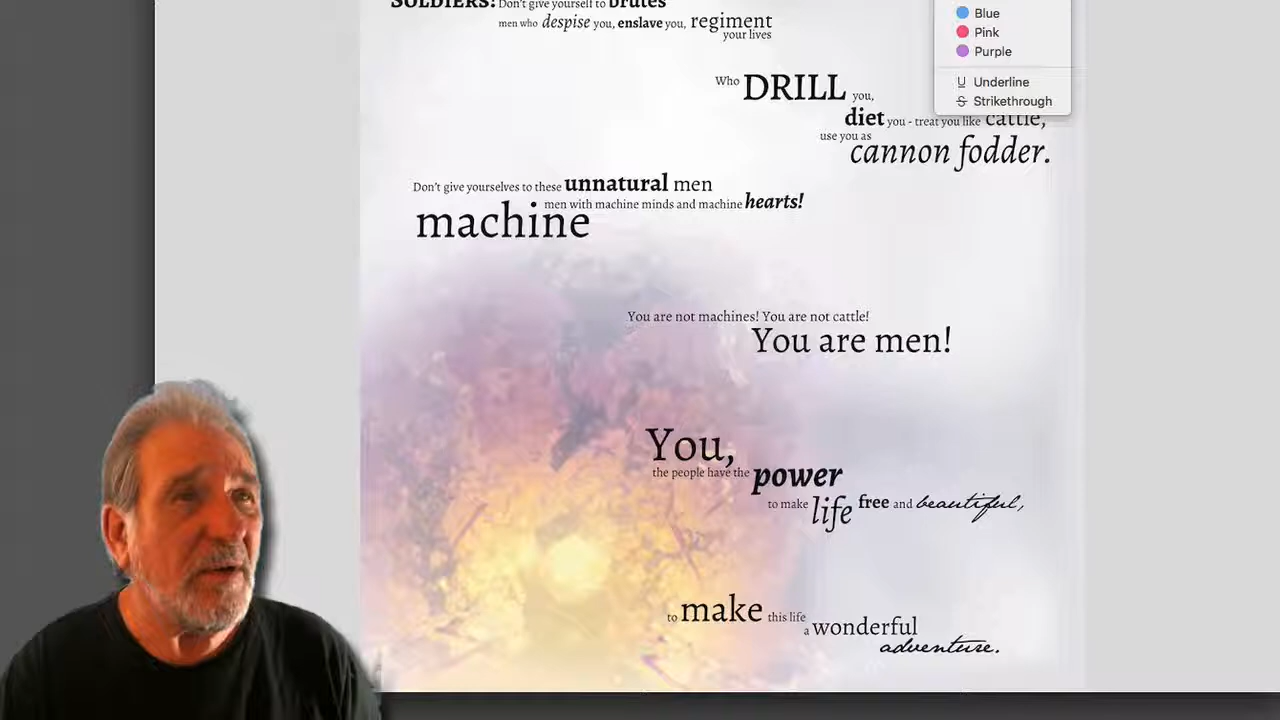 SOLDIERS! Don't give yourself to brutes
men who despise you, enslave you, regiment
your lives
Who DRILL you,
diet you - treat you like cattle,
use you as
cannon fodder.
Don't give yourselves to these unnatural men
men with machine minds and machine hearts!
machine
You are not machines! You are not cattle!
You are men!
You,
the people have the power
to make life free and beautiful,
to make this life
a wonderful
adventure.
Blue
Pink
Purple
U Underline
S Strikethrough